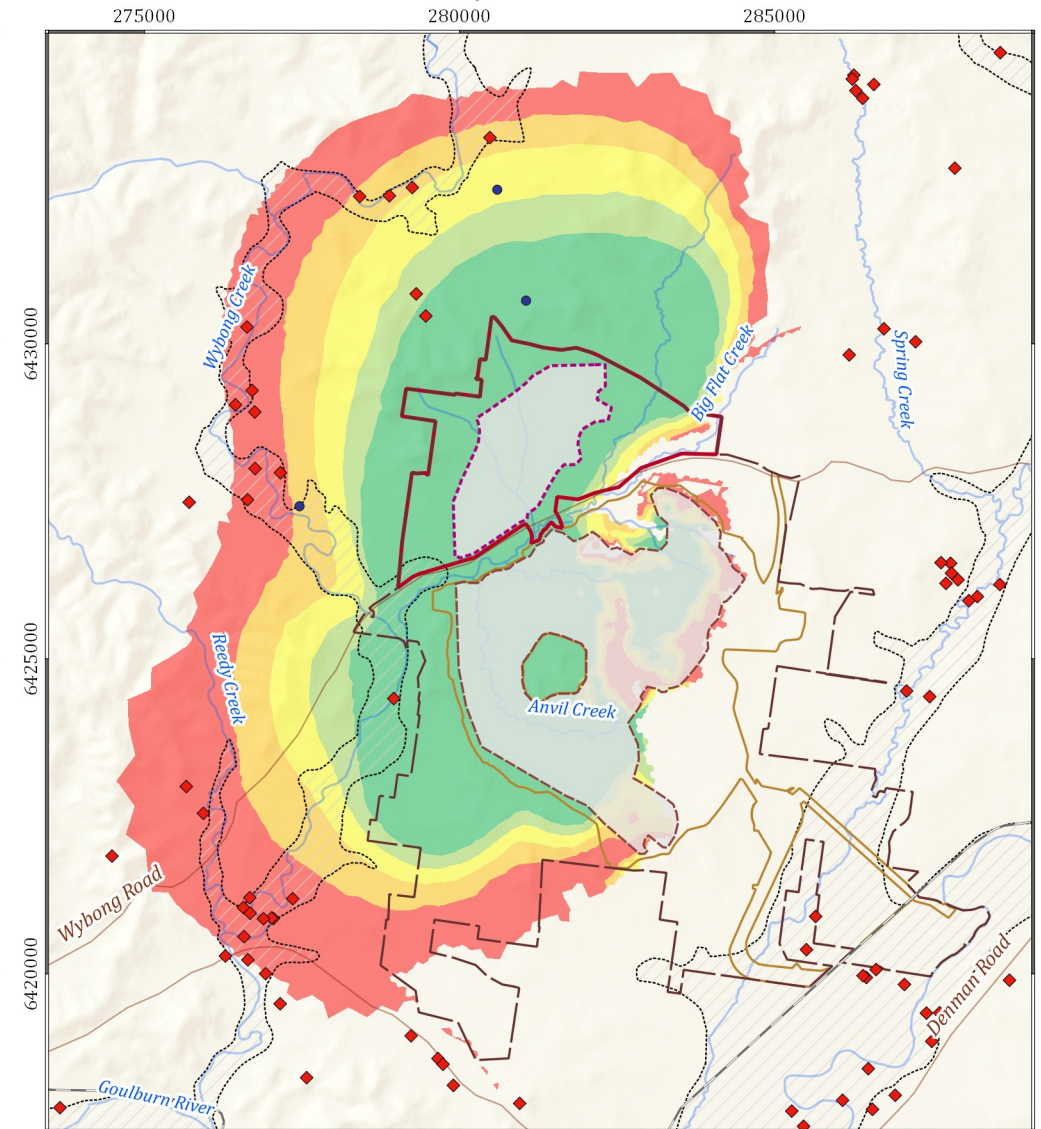 275000
280000
285000
6430000
6425000
6420000
Wybong Creek
Big Flat Creek
Spring Creek
Reedy Creek
Anvil Creek
Wybong Road
Denman Road
Goulburn River